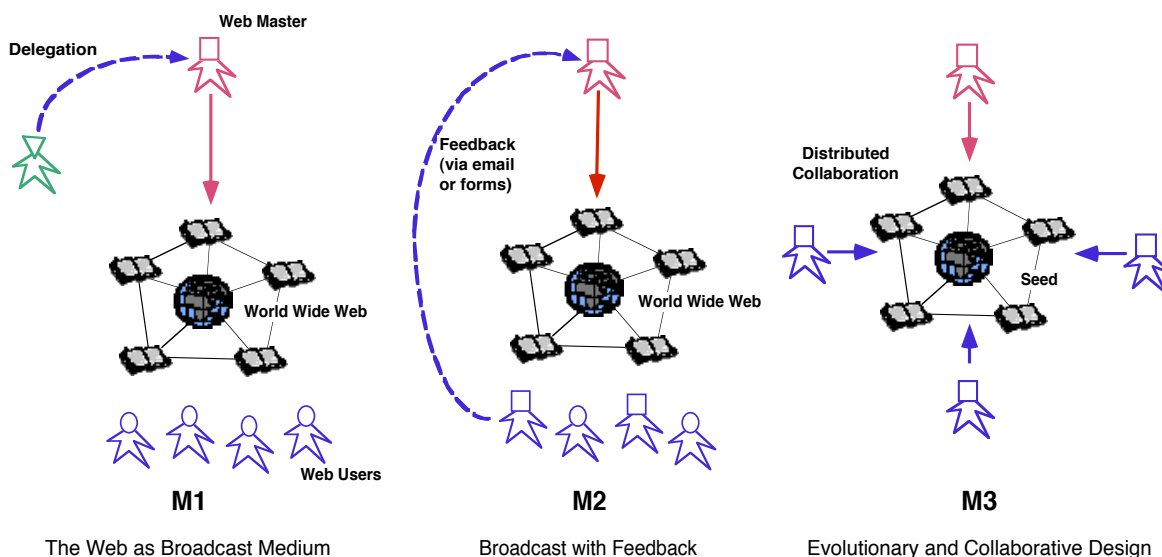 Web Master
Delegation
World Wide Web
Web Users
M1
The Web as Broadcast Medium
Feedback
(via email
or forms)
World Wide Web
M2
Broadcast with Feedback
Distributed
Collaboration
Seed
M3
Evolutionary and Collaborative Design